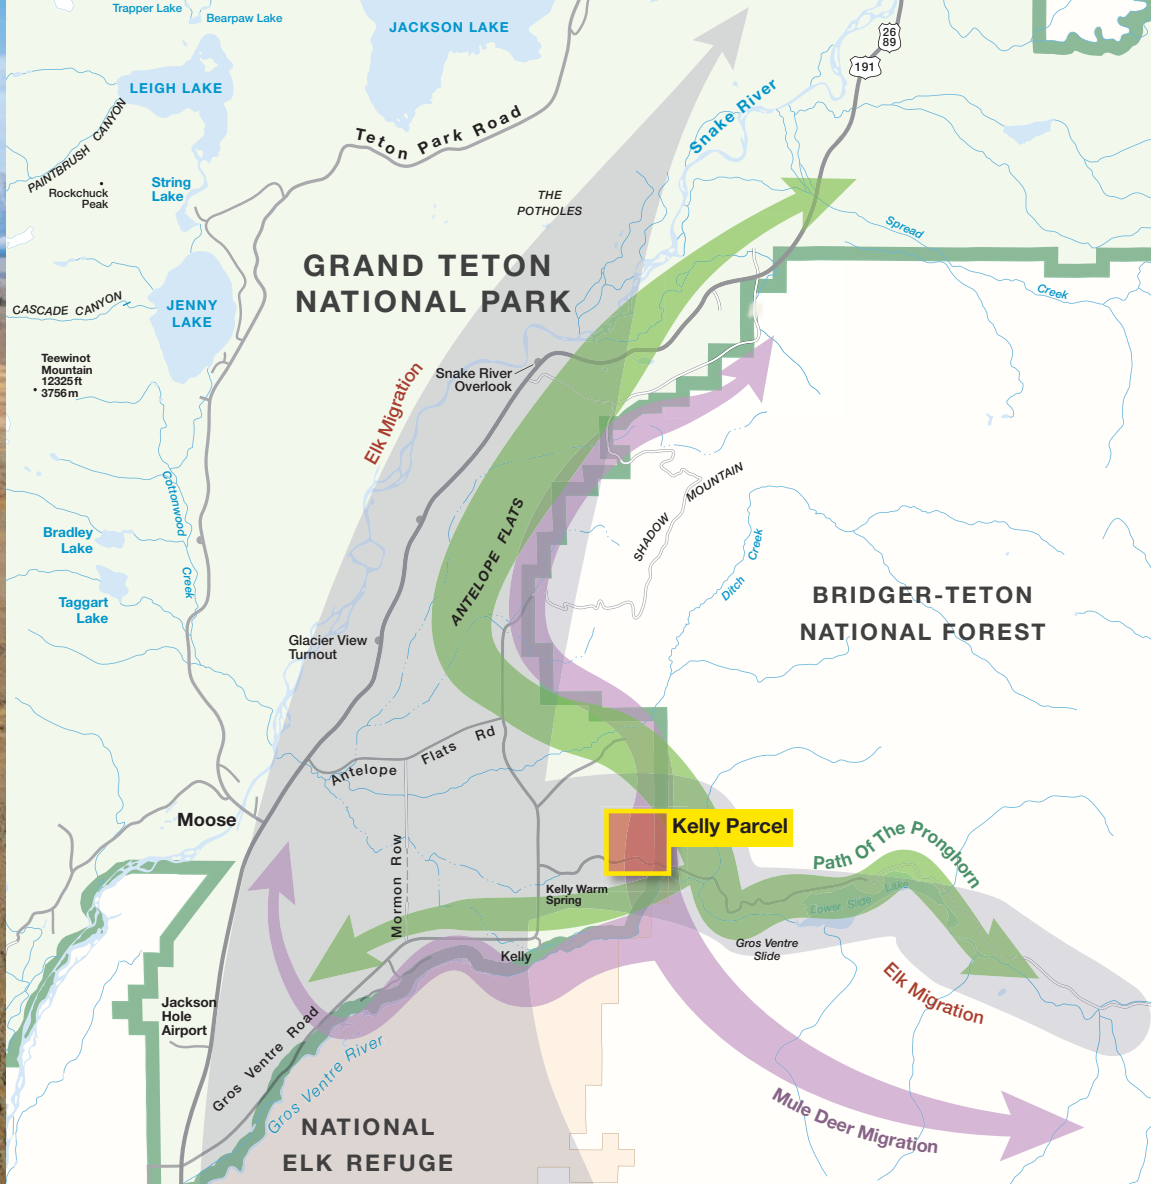 Trapper Lake
Bearpaw Lake
JACKSON LAKE
26
89
191
LEIGH LAKE
PAINTBRUSH CANYON
Teton Park Road
Snake River
Rockchuck
Peak
String
Lake
THE
POTHOLES
Spread
Creek
GRAND TETON
NATIONAL PARK
CASCADE CANYON
JENNY
LAKE
Teewinot
Mountain
12325 ft
3756 m
Snake River
Overlook
Elk Migration
Cottonwood
Creek
ANTELOPE FLATS
SHADOW MOUNTAIN
Bradley
Lake
Ditch Creek
Taggart
Lake
BRIDGER-TETON
NATIONAL FOREST
Glacier View
Turnout
Antelope Flats Rd
Moose
Kelly Parcel
Mormon Row
Path Of The Pronghorn
Kelly Warm
Spring
Lower Slide Lake
Gros Ventre
Slide
Kelly
Elk Migration
Jackson
Hole
Airport
Gros Ventre Road
Gros Ventre River
Mule Deer Migration
NATIONAL
ELK REFUGE